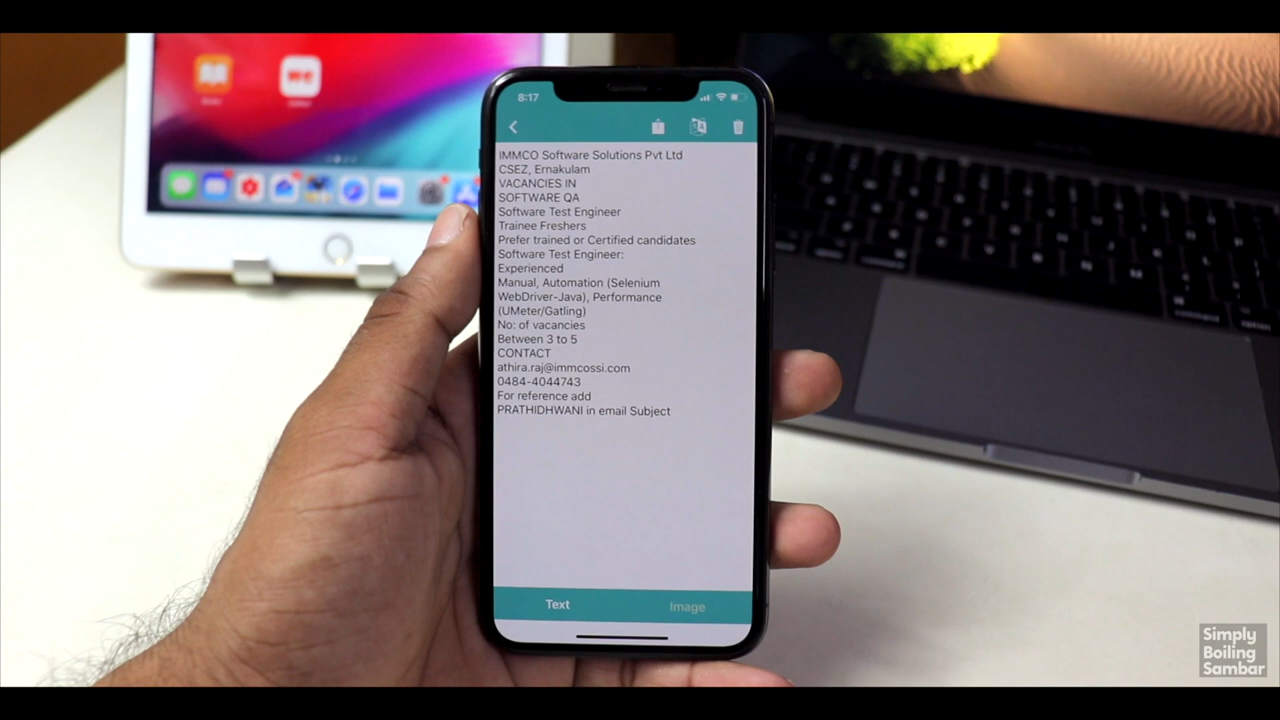 8:17
IMMCO Software Solutions Pvt Ltd
CSEZ, Ernakulam
VACANCIES IN
SOFTWARE QA
Software Test Engineer
Trainee Freshers
Prefer trained or Certified candidates
Software Test Engineer:
Experienced
Manual, Automation (Selenium
WebDriver-Java), Performance
(UMeter/Gatling)
No: of vacancies
Between 3 to 5
CONTACT
athira.raj@immcossi.com
0484-4044743
For reference add
PRATHIDHWANI in email Subject
Text
Image
command
option
Simply
Boiling
Sambar